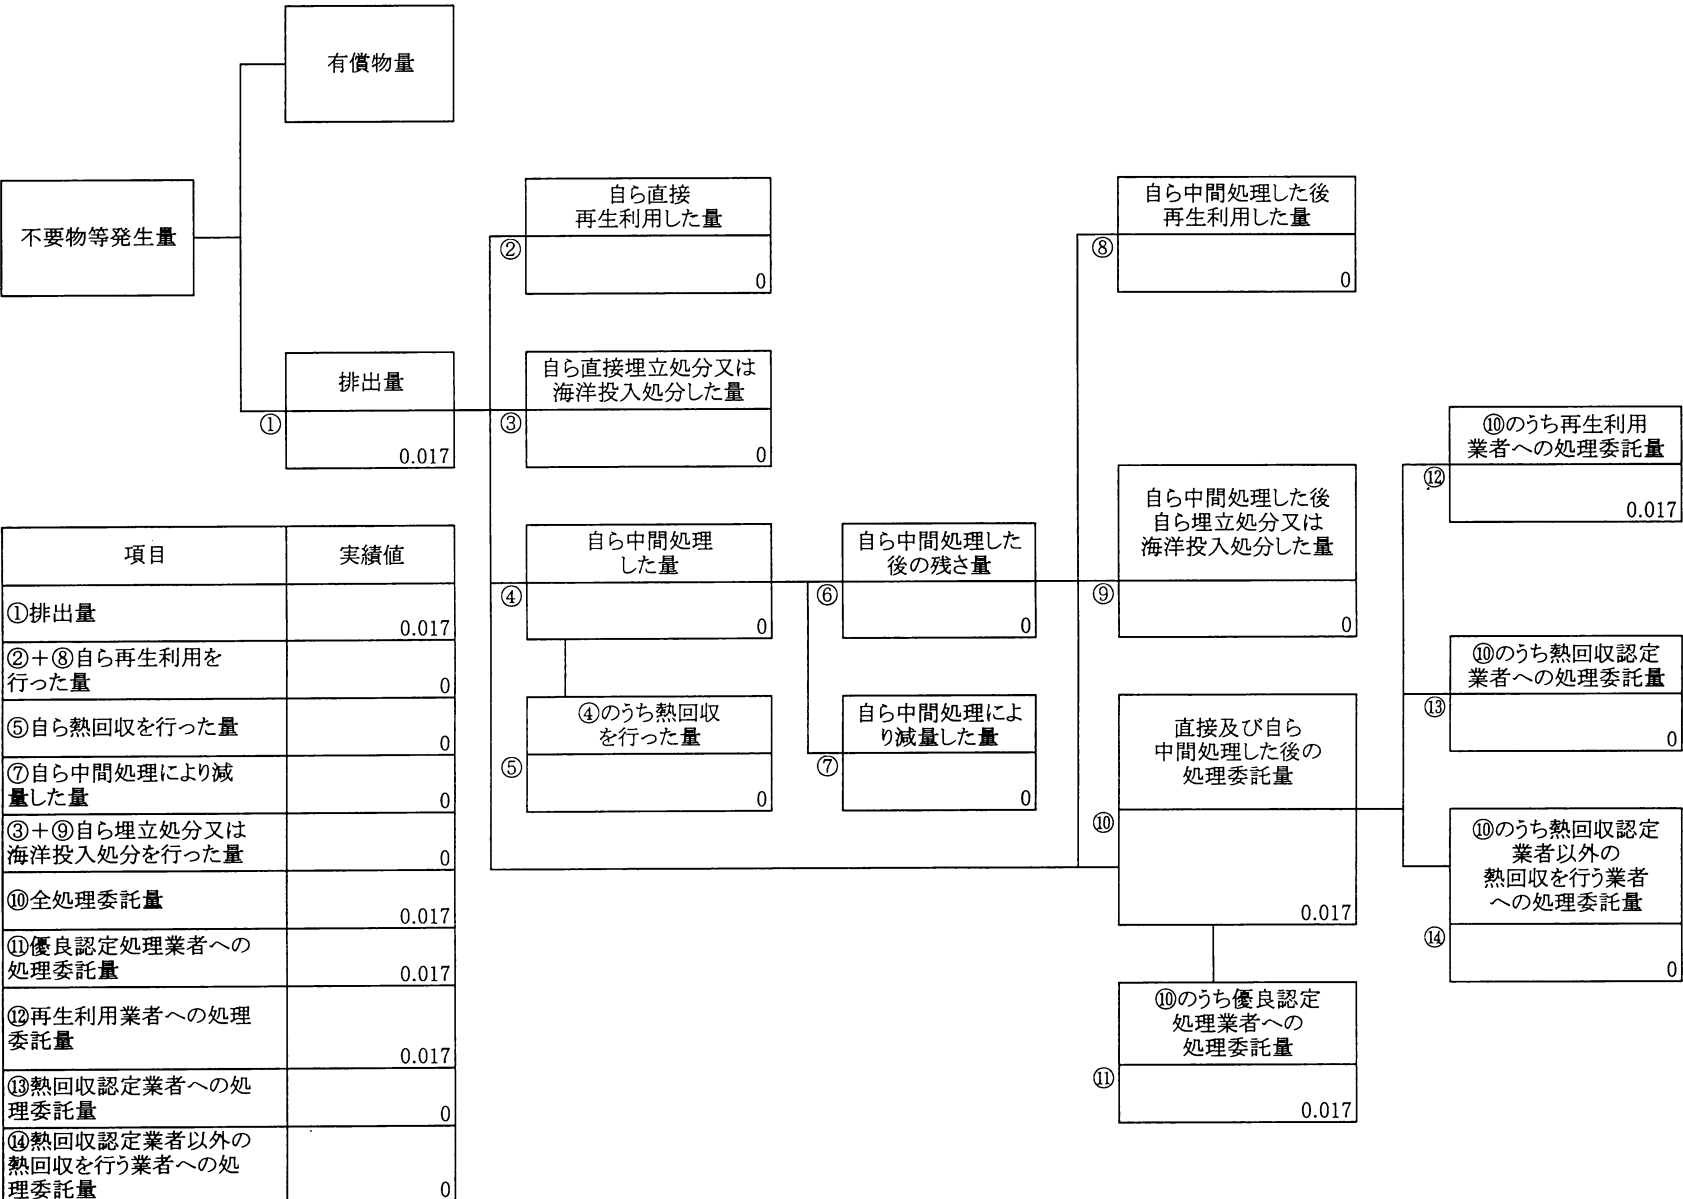 有償物量
不要物等発生量
排出量
①
0.017
自ら直接
再生利用した量
②
0
自ら直接埋立処分又は
海洋投入処分した量
③
0
自ら中間処理
した量
④
0
④のうち熱回収
を行った量
⑤
0
自ら中間処理した
後の残さ量
⑥
0
自ら中間処理によ
り減量した量
⑦
0
自ら中間処理した後
再生利用した量
⑧
0
自ら中間処理した後
自ら埋立処分又は
海洋投入処分した量
⑨
0
直接及び自ら
中間処理した後の
処理委託量
⑩
0.017
⑩のうち優良認定
処理業者への
処理委託量
⑪
0.017
⑩のうち再生利用
業者への処理委託量
⑫
0.017
⑩のうち熱回収認定
業者への処理委託量
⑬
0
⑩のうち熱回収認定
業者以外の
熱回収を行う業者
への処理委託量
⑭
0
項目 実績値
①排出量
0.017
②+⑧自ら再生利用を
行った量
0
⑤自ら熱回収を行った量
0
⑦自ら中間処理により減
量した量
0
③+⑨自ら埋立処分又は
海洋投入処分を行った量
0
⑩全処理委託量
0.017
⑪優良認定処理業者への
処理委託量
0.017
⑫再生利用業者への処理
委託量
0.017
⑬熱回収認定業者への処
理委託量
0
⑭熱回収認定業者以外の
熱回収を行う業者への処
理委託量
0